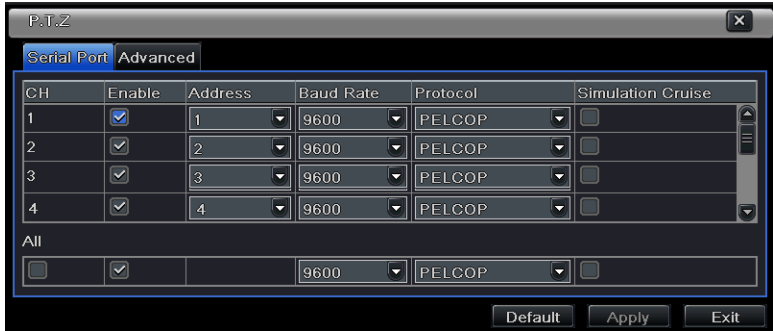 P.T.Z
Serial Port Advanced
CH Enable Address Baud Rate Protocol Simulation Cruise
1 1 9600 PELCOP
2 2 9600 PELCOP
3 3 9600 PELCOP
4 4 9600 PELCOP
All
9600 PELCOP
Default Apply Exit